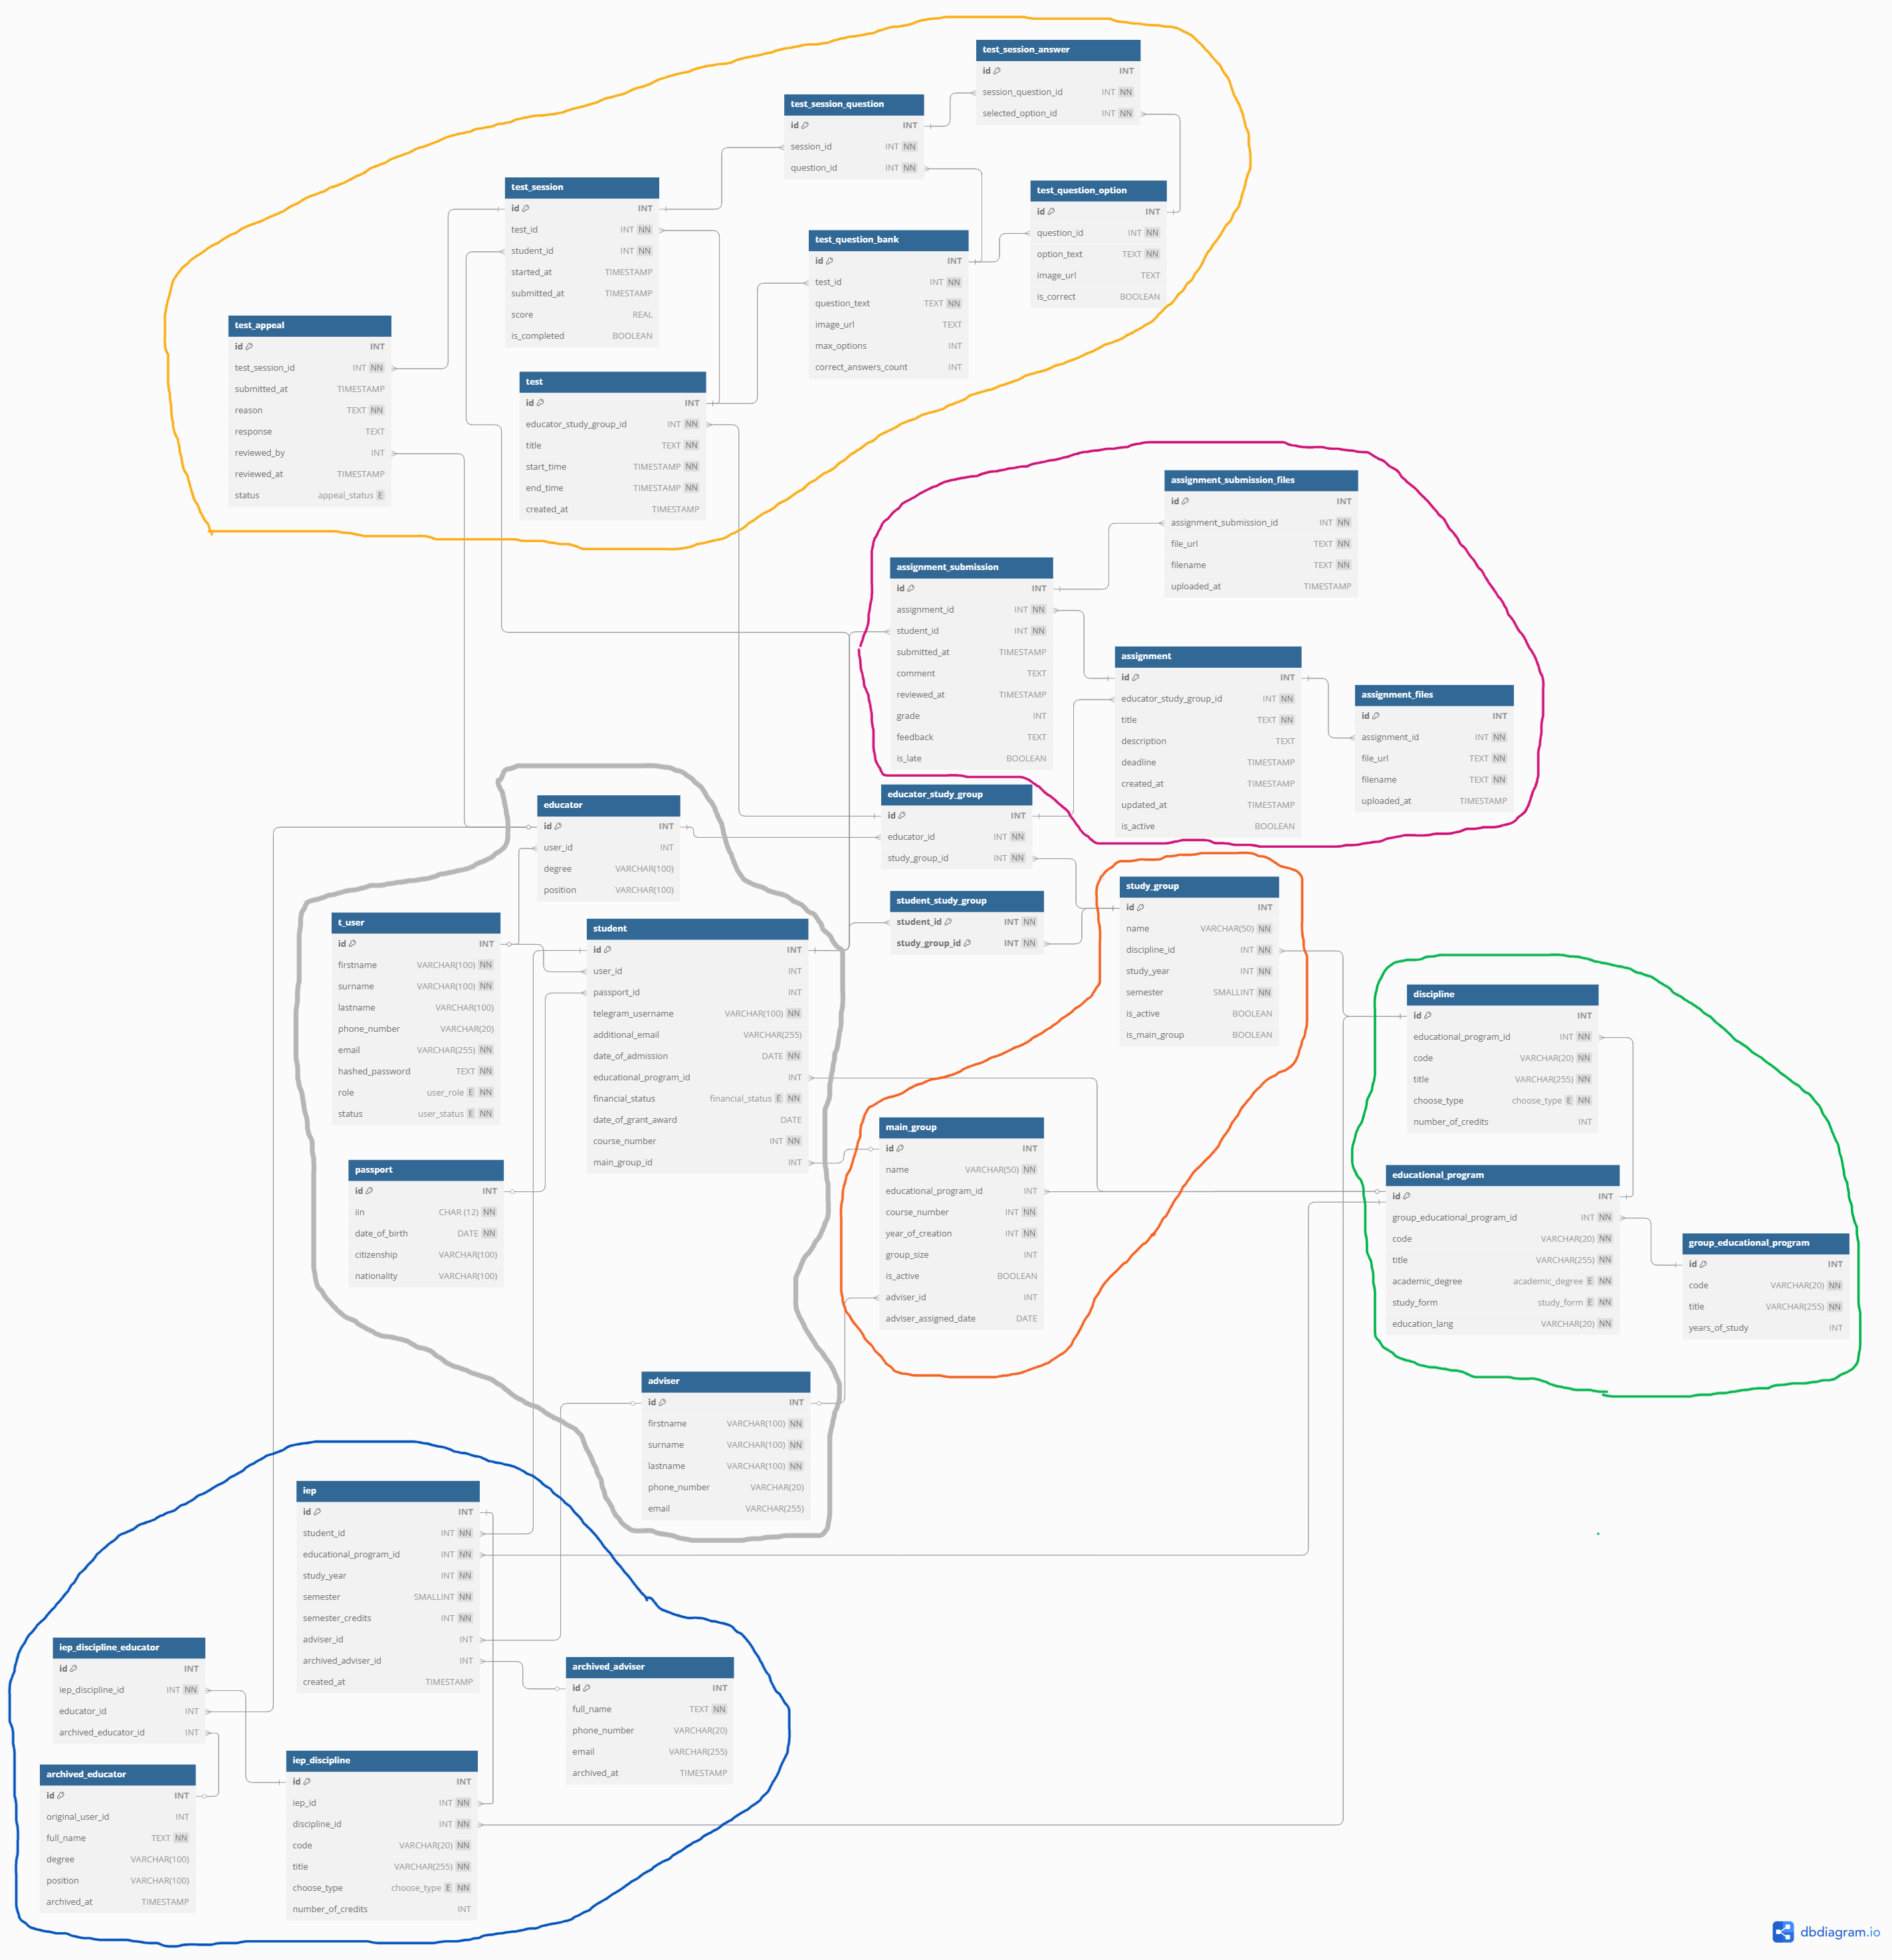 test_session_answer
id INT
session_question_id INT NN
selected_option_id INT NN
test_session_question
id INT
session_id INT NN
question_id INT NN
test_session
id INT
test_id INT NN
student_id INT NN
started_at TIMESTAMP
submitted_at TIMESTAMP
score REAL
is_completed BOOLEAN
test_question_option
id INT
question_id INT NN
option_text TEXT NN
image_url TEXT
is_correct BOOLEAN
test_question_bank
id INT
test_id INT NN
question_text TEXT NN
image_url TEXT
max_options INT
correct_answers_count INT
test_appeal
id INT
test_session_id INT NN
submitted_at TIMESTAMP
reason TEXT NN
response TEXT
reviewed_by INT
reviewed_at TIMESTAMP
status appeal_status E
test
id INT
educator_study_group_id INT NN
title TEXT NN
start_time TIMESTAMP NN
end_time TIMESTAMP NN
created_at TIMESTAMP
assignment_submission_files
id INT
assignment_submission_id INT NN
file_url TEXT NN
filename TEXT NN
uploaded_at TIMESTAMP
assignment_submission
id INT
assignment_id INT NN
student_id INT NN
submitted_at TIMESTAMP
comment TEXT
reviewed_at TIMESTAMP
grade INT
feedback TEXT
is_late BOOLEAN
assignment
id INT
educator_study_group_id INT NN
title TEXT NN
description TEXT
deadline TIMESTAMP
created_at TIMESTAMP
updated_at TIMESTAMP
is_active BOOLEAN
assignment_files
id INT
assignment_id INT NN
file_url TEXT NN
filename TEXT NN
uploaded_at TIMESTAMP
educator
id INT
user_id INT
degree VARCHAR(100)
position VARCHAR(100)
educator_study_group
id INT
educator_id INT NN
study_group_id INT NN
student_study_group
student_id INT NN
study_group_id INT NN
study_group
id INT
name VARCHAR(50) NN
discipline_id INT NN
study_year INT NN
semester SMALLINT NN
is_active BOOLEAN
is_main_group BOOLEAN
t_user
id INT
firstname VARCHAR(100) NN
surname VARCHAR(100) NN
lastname VARCHAR(100)
phone_number VARCHAR(20)
email VARCHAR(255) NN
hashed_password TEXT NN
role user_role E NN
status user_status E NN
student
id INT
user_id INT
passport_id INT
telegram_username VARCHAR(100) NN
additional_email VARCHAR(255)
date_of_admission DATE NN
educational_program_id INT
financial_status financial_status E NN
date_of_grant_award DATE
course_number INT NN
main_group_id INT
discipline
id INT
educational_program_id INT NN
code VARCHAR(20) NN
title VARCHAR(255) NN
choose_type choose_type E NN
number_of_credits INT
main_group
id INT
name VARCHAR(50) NN
educational_program_id INT
course_number INT NN
year_of_creation INT NN
group_size INT
is_active BOOLEAN
adviser_id INT
adviser_assigned_date DATE
passport
id INT
iin CHAR (12) NN
date_of_birth DATE NN
citizenship VARCHAR(100)
nationality VARCHAR(100)
educational_program
id INT
group_educational_program_id INT NN
code VARCHAR(20) NN
title VARCHAR(255) NN
academic_degree academic_degree E NN
study_form study_form E NN
education_lang VARCHAR(20) NN
group_educational_program
id INT
code VARCHAR(20) NN
title VARCHAR(255) NN
years_of_study INT
adviser
id INT
firstname VARCHAR(100) NN
surname VARCHAR(100) NN
lastname VARCHAR(100) NN
phone_number VARCHAR(20)
email VARCHAR(255)
iep
id INT
student_id INT NN
educational_program_id INT NN
study_year INT NN
semester SMALLINT NN
semester_credits INT NN
adviser_id INT
archived_adviser_id INT
created_at TIMESTAMP
iep_discipline_educator
id INT
iep_discipline_id INT NN
educator_id INT
archived_educator_id INT
archived_adviser
id INT
full_name TEXT NN
phone_number VARCHAR(20)
email VARCHAR(255)
archived_at TIMESTAMP
archived_educator
id INT
original_user_id INT
full_name TEXT NN
degree VARCHAR(100)
position VARCHAR(100)
archived_at TIMESTAMP
iep_discipline
id INT
iep_id INT NN
discipline_id INT NN
code VARCHAR(20) NN
title VARCHAR(255) NN
choose_type choose_type E NN
number_of_credits INT
dbdiagram.io